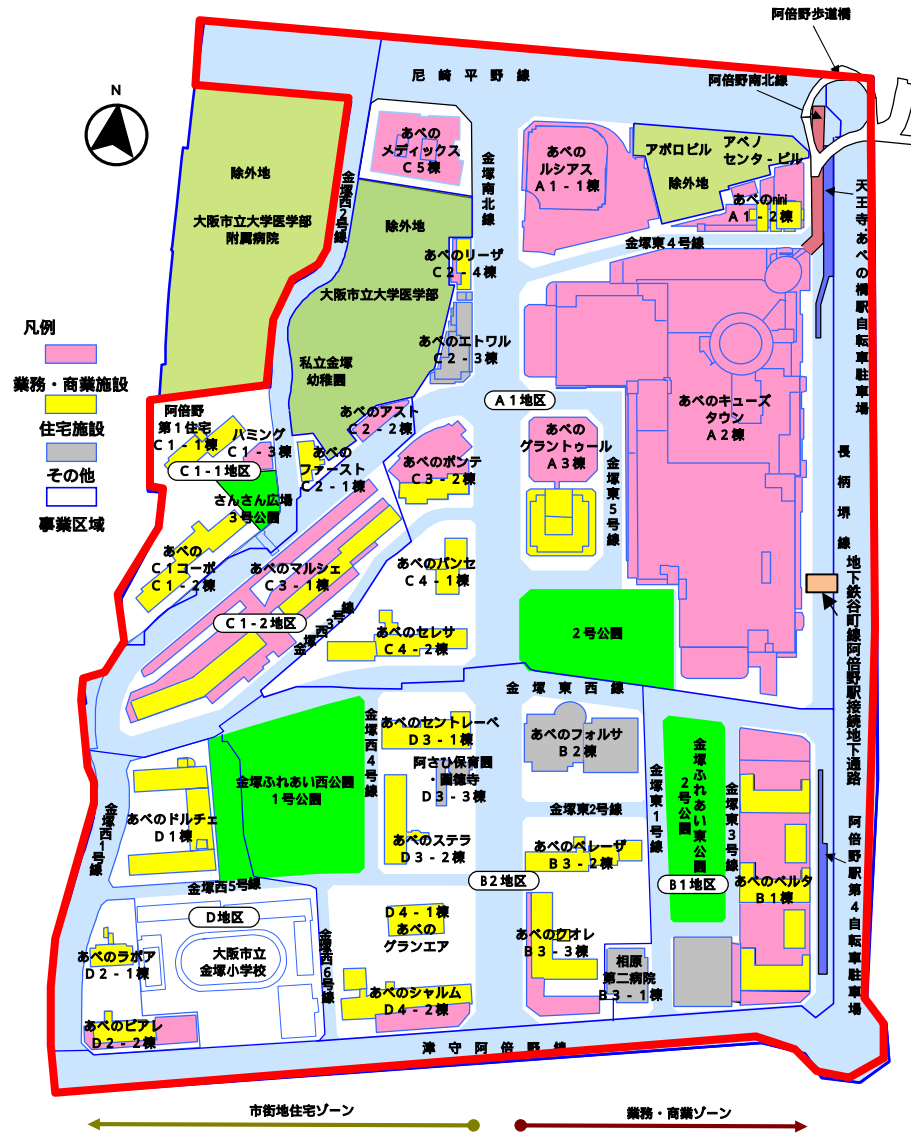 阿倍野歩道橋
尼崎平野線
阿倍野南北線
N
あべの
メディックス
C5棟
金塚南北線
あべの
ルシアス
A1-1棟
アポロビル
アベノ
センタ-ビル
除外地
あべのnini
A1-2棟
金塚東4号線
天王寺・あべの橋駅自転車駐車場
除外地
大阪市立大学医学部
附属病院
金塚西2号線
除外地
あべのリーザ
C2-4棟
大阪市立大学医学部
あべのエトワル
C2-3棟
私立金塚
幼稚園
凡例
業務・商業施設
住宅施設
その他
事業区域
A1地区
あべのキューズ
タウン
A2棟
阿倍野
第1住宅
C1-1棟
ハミング
C1-3棟
C1-1地区
さんさん広場
3号公園
あべのアスト
C2-2棟
あべの
ファースト
C2-1棟
あべのポンテ
C3-2棟
あべの
グラントゥール
A3棟
金塚東5号線
長柄堺線
あべの
C1コーポ
C1-2棟
あべのマルシェ
C3-1棟
C1-2地区
金塚西3号線
あべのパンセ
C4-1棟
あべのセレサ
C4-2棟
2号公園
地下鉄谷町線阿倍野駅接続地下通路
金塚東西線
金塚西4号線
あべのセントレーベ
D3-1棟
あべのフォルサ
B2棟
阿さひ保育園
D3-3棟
金塚ふれあい西公園
1号公園
金塚西1号線
あべのドルチェ
D1棟
あべのステラ
D3-2棟
金塚東2号線
金塚東1号線
金塚ふれあい東公園
2号公園
金塚東3号線
あべのベレーザ
B3-2棟
金塚西5号線
B2地区
B1地区
あべのベルタ
B1棟
阿倍野駅第4自転車駐車場
D地区
D4-1棟
あべの
グランエア
あべのクオレ
B3-3棟
あべのラポア
D2-1棟
大阪市立
金塚小学校
金塚西6号線
相原
第二病院
B3-1棟
あべのシャルム
D4-2棟
あべのピアレ
D2-2棟
津守阿倍野線
市街地住宅ゾーン
業務・商業ゾーン